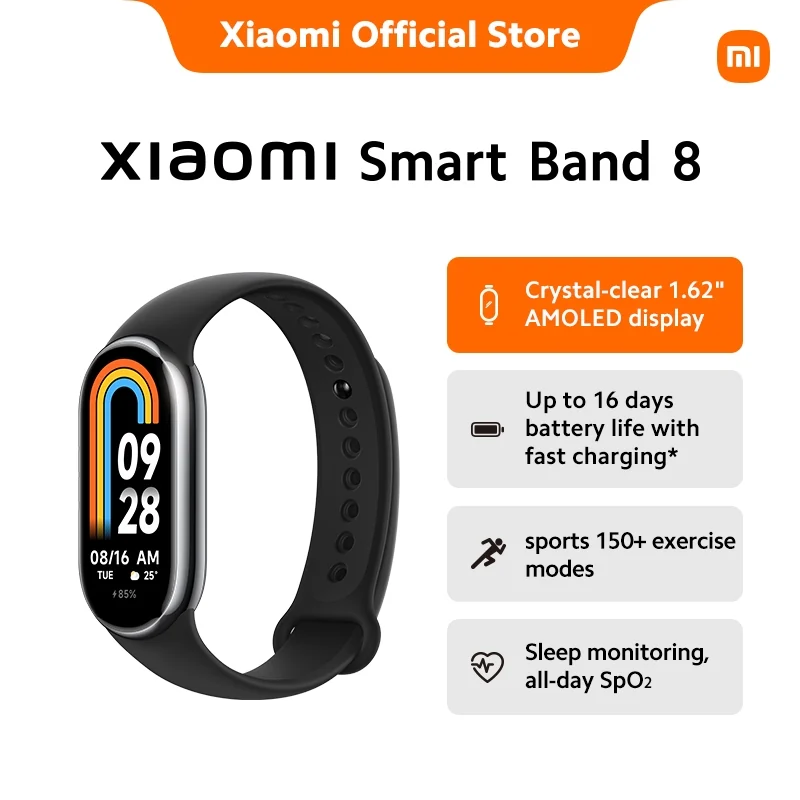 Xiaomi Official Store
mi
xiaomi Smart Band 8
Crystal-clear 1.62"
AMOLED display
Up to 16 days
battery life with
fast charging*
sports 150+ exercise
modes
Sleep monitoring,
all-day SpO₂
09
28
08/16 AM
TUE 25°
85%